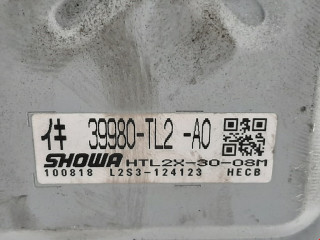 イキ 39980-TL2 -A0
SHOWA HTL2X-30-08M
100818 L2S3-124123 HECB